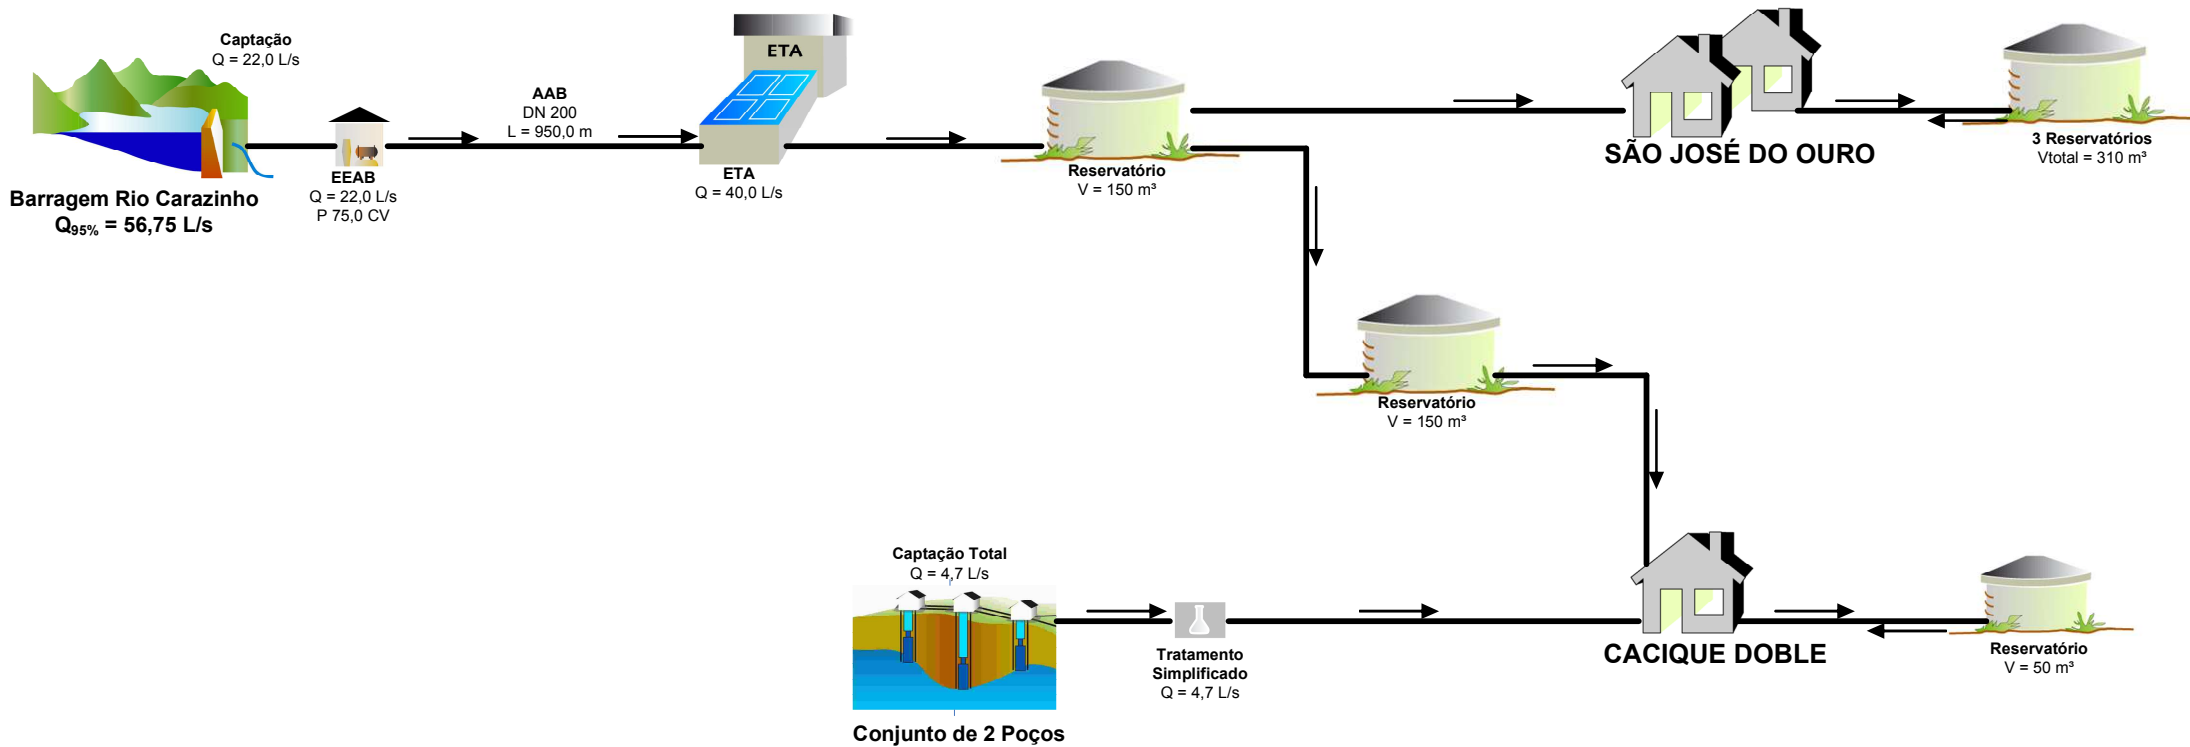 Captação
Q = 22,0 L/s
Barragem Rio Carazinho
Q95% = 56,75 L/s
EEAB
Q = 22,0 L/s
P 75,0 CV
AAB
DN 200
L = 950,0 m
ETA
ETA
Q = 40,0 L/s
Reservatório
V = 150 m³
SÃO JOSÉ DO OURO
3 Reservatórios
Vtotal = 310 m³
Reservatório
V = 150 m³
Captação Total
Q = 4,7 L/s
Conjunto de 2 Poços
Tratamento
Simplificado
Q = 4,7 L/s
CACIQUE DOBLE
Reservatório
V = 50 m³